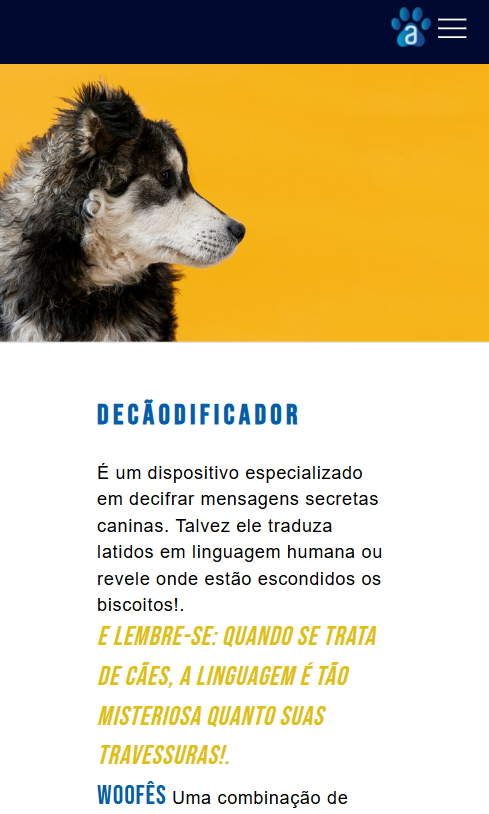 a
DECÃODIFICADOR
É um dispositivo especializado
em decifrar mensagens secretas
caninas. Talvez ele traduza
latidos em linguagem humana ou
revele onde estão escondidos os
biscoitos!.
E LEMBRE-SE: QUANDO SE TRATA
DE CÃES, A LINGUAGEM É TÃO
MISTERIOSA QUANTO SUAS
TRAVESSURAS!.
WOOFÊS Uma combinação de